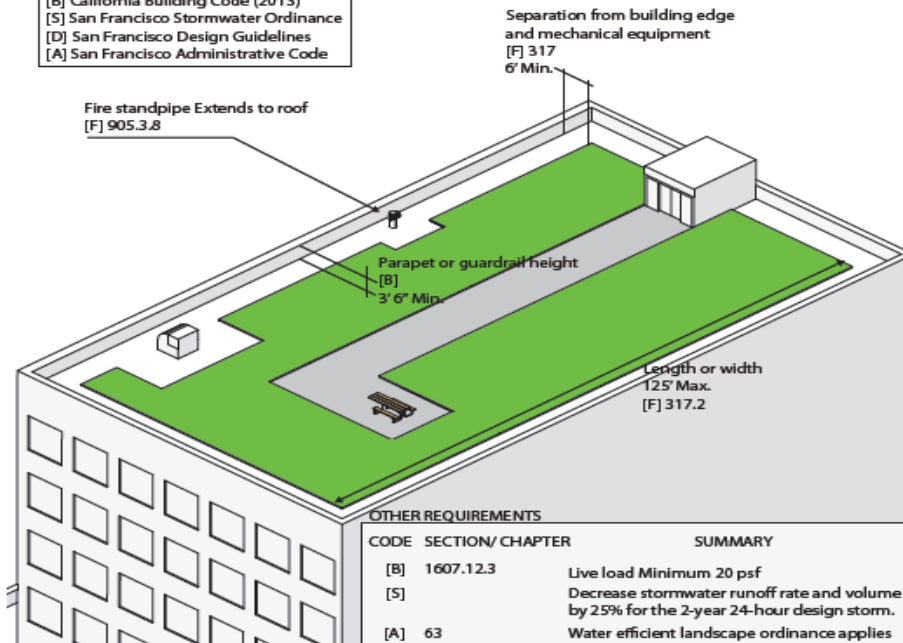 [B] California Building Code (2013)
[S] San Francisco Stormwater Ordinance
[D] San Francisco Design Guidelines
[A] San Francisco Administrative Code
Separation from building edge
and mechanical equipment
[F] 317
6' Min.
Fire standpipe Extends to roof
[F] 905.3.8
Parapet or guardrail height
[B]
3' 6" Min.
Length or width
125' Max.
[F] 317.2
OTHER REQUIREMENTS
CODE SECTION/ CHAPTER SUMMARY
[B] 1607.12.3 Live load Minimum 20 psf
[S] Decrease stormwater runoff rate and volume
by 25% for the 2-year 24-hour design storm.
[A] 63 Water efficient landscape ordinance applies